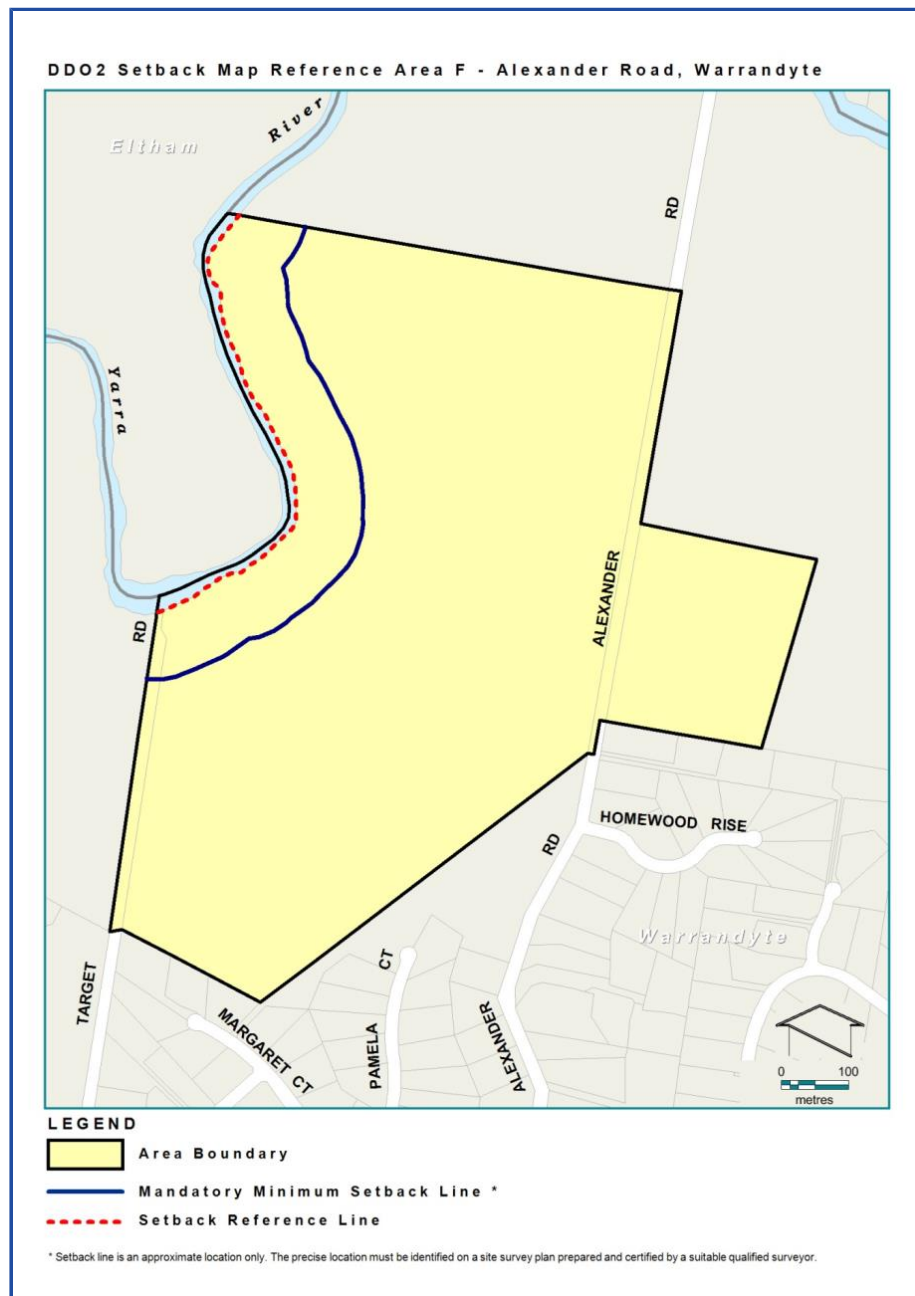 DDO2 Setback Map Reference Area F - Alexander Road, Warrandyte
Eltham
River
RD
Yarra
ALEXANDER
RD
HOMEWOOD RISE
RD
Warrandyte
TARGET
MARGARET CT
PAMELA
CT
ALEXANDER
0 100
metres
LEGEND
Area Boundary
Mandatory Minimum Setback Line *
Setback Reference Line
* Setback line is an approximate location only. The precise location must be identified on a site survey plan prepared and certified by a suitable qualified surveyor.